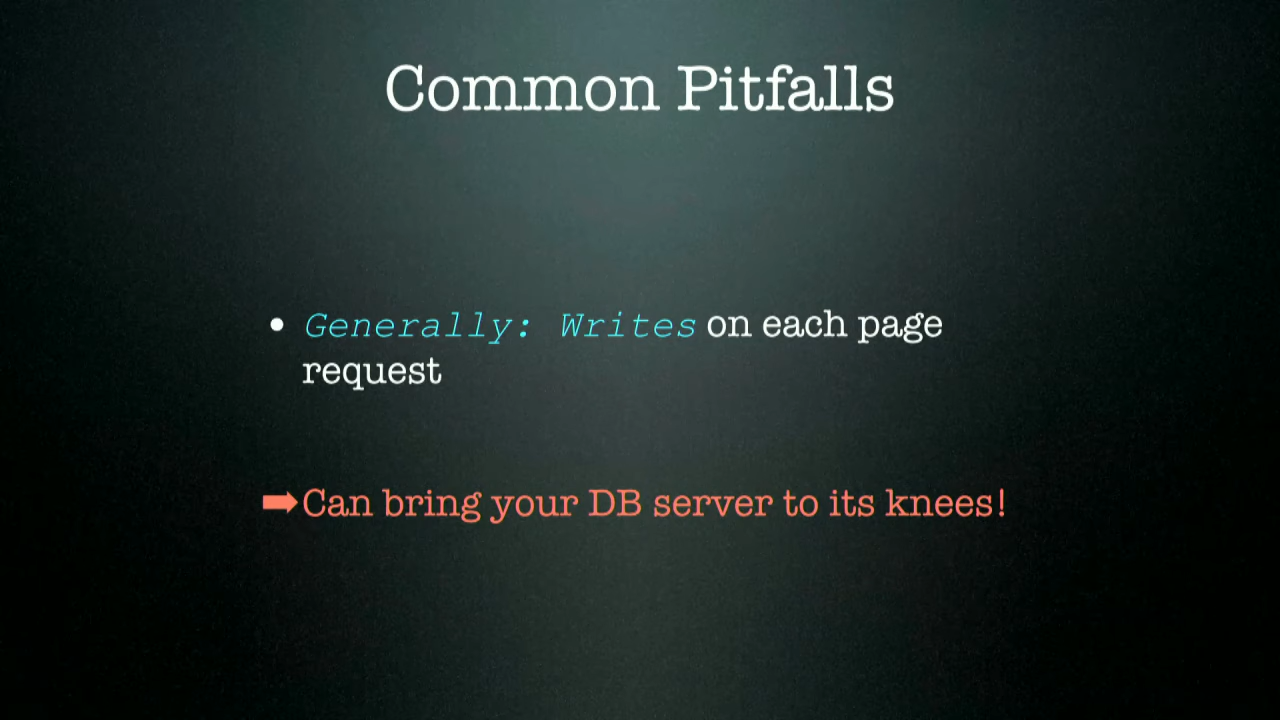 Common Pitfalls
• Generally: Writes on each page
request
➡Can bring your DB server to its knees!